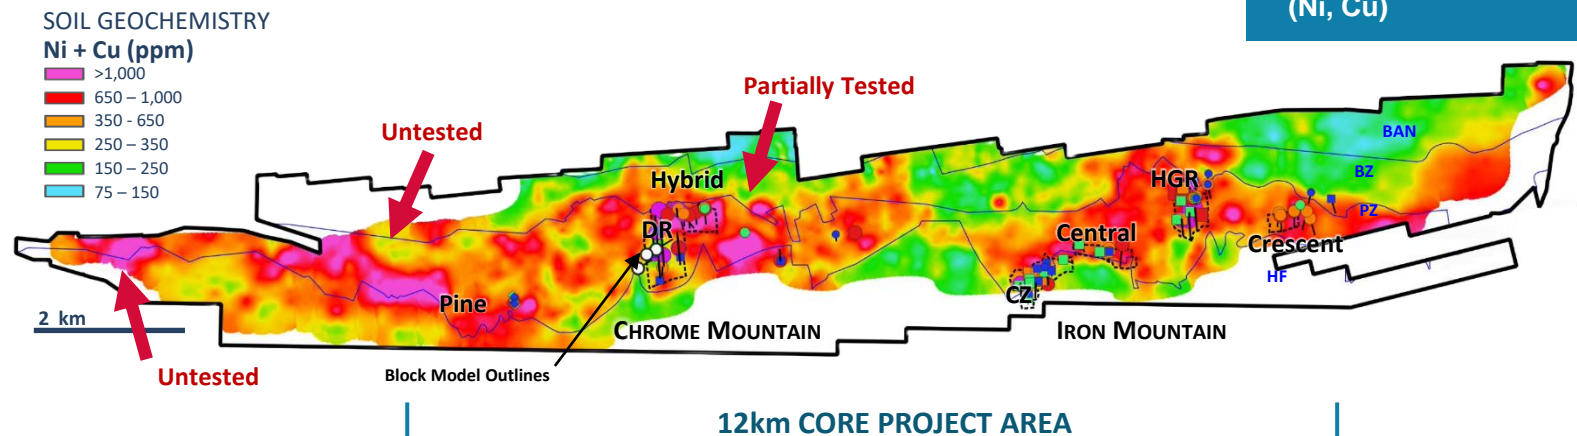 (Ni, Cu)
SOIL GEOCHEMISTRY
Ni + Cu (ppm)
>1,000
650 – 1,000
350 - 650
250 – 350
150 – 250
75 – 150
Partially Tested
Untested
BAN
Hybrid
HGR
BZ
PZ
DR
Central
Crescent
HF
CZ
Pine
2 km
CHROME MOUNTAIN
IRON MOUNTAIN
Untested
Block Model Outlines
12km CORE PROJECT AREA